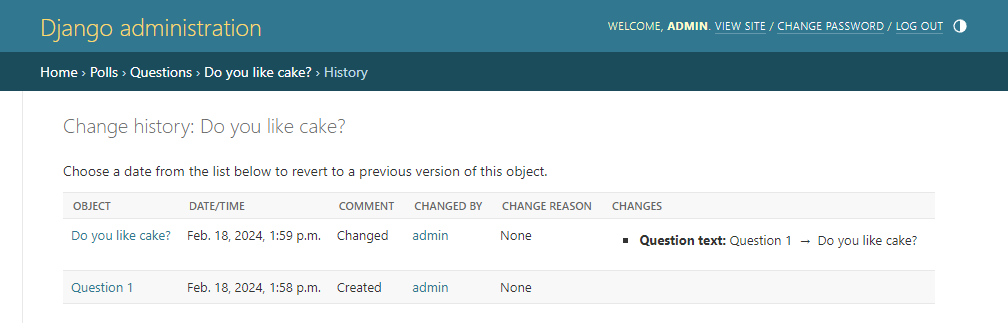 Django administration
WELCOME, ADMIN. VIEW SITE / CHANGE PASSWORD / LOG OUT
Home › Polls › Questions › Do you like cake? › History
Change history: Do you like cake?
Choose a date from the list below to revert to a previous version of this object.
OBJECT DATE/TIME COMMENT CHANGED BY CHANGE REASON CHANGES
Do you like cake? Feb. 18, 2024, 1:59 p.m. Changed admin None ▪ Question text: Question 1 → Do you like cake?
Question 1 Feb. 18, 2024, 1:58 p.m. Created admin None